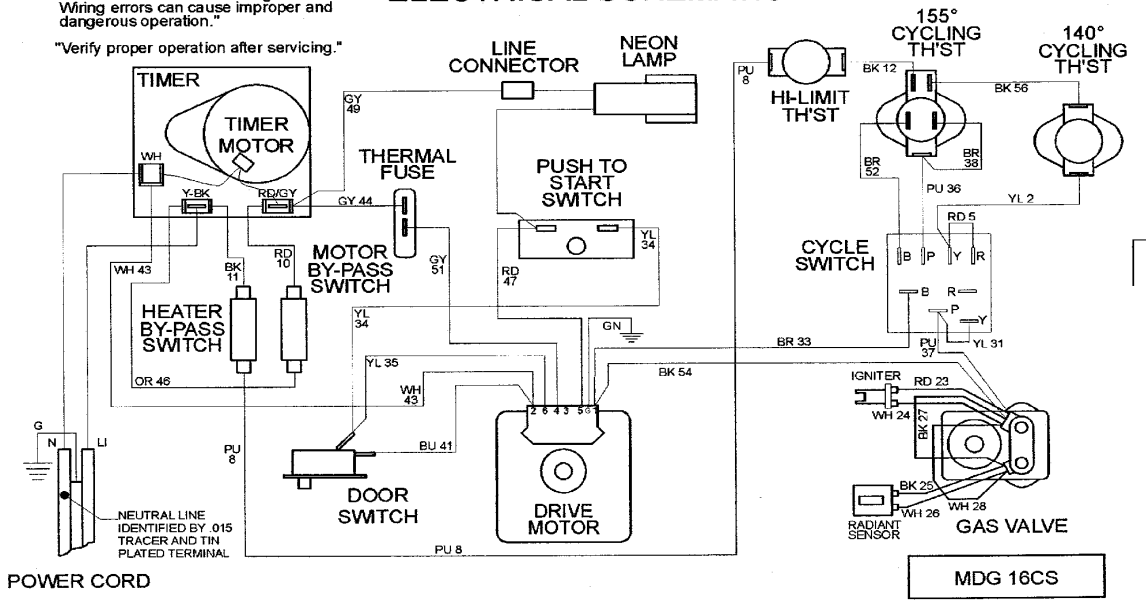 Wiring errors can cause improper and
dangerous operation."
"Verify proper operation after servicing."
155°
CYCLING
TH'ST
140°
CYCLING
TH'ST
LINE
CONNECTOR
NEON
LAMP
PU
8
BK 12
HI-LIMIT
TH'ST
BK 56
TIMER
TIMER
MOTOR
GY
49
WH
Y-BK
RD/GY
THERMAL
FUSE
GY 44
PUSH TO
START
SWITCH
BR
52
BR
38
PU 36
YL 2
RD 5
YL
34
RD
47
GY
51
CYCLE
SWITCH
B
P
Y
R
B
R
P
Y
WH 43
BK
11
RD
10
MOTOR
BY-PASS
SWITCH
HEATER
BY-PASS
SWITCH
YL
34
GN
YL 35
BR 33
BK 54
PU
37
YL 31
OR 46
WH
43
IGNITER
RD 23
WH 24
BK 27
2 6 4 3 5
G
N
LI
PU
8
BU 41
DOOR
SWITCH
DRIVE
MOTOR
BK 25
WH 26
WH 28
RADIANT
SENSOR
GAS VALVE
NEUTRAL LINE
IDENTIFIED BY .015
TRACER AND TIN
PLATED TERMINAL
PU 8
POWER CORD
MDG 16CS